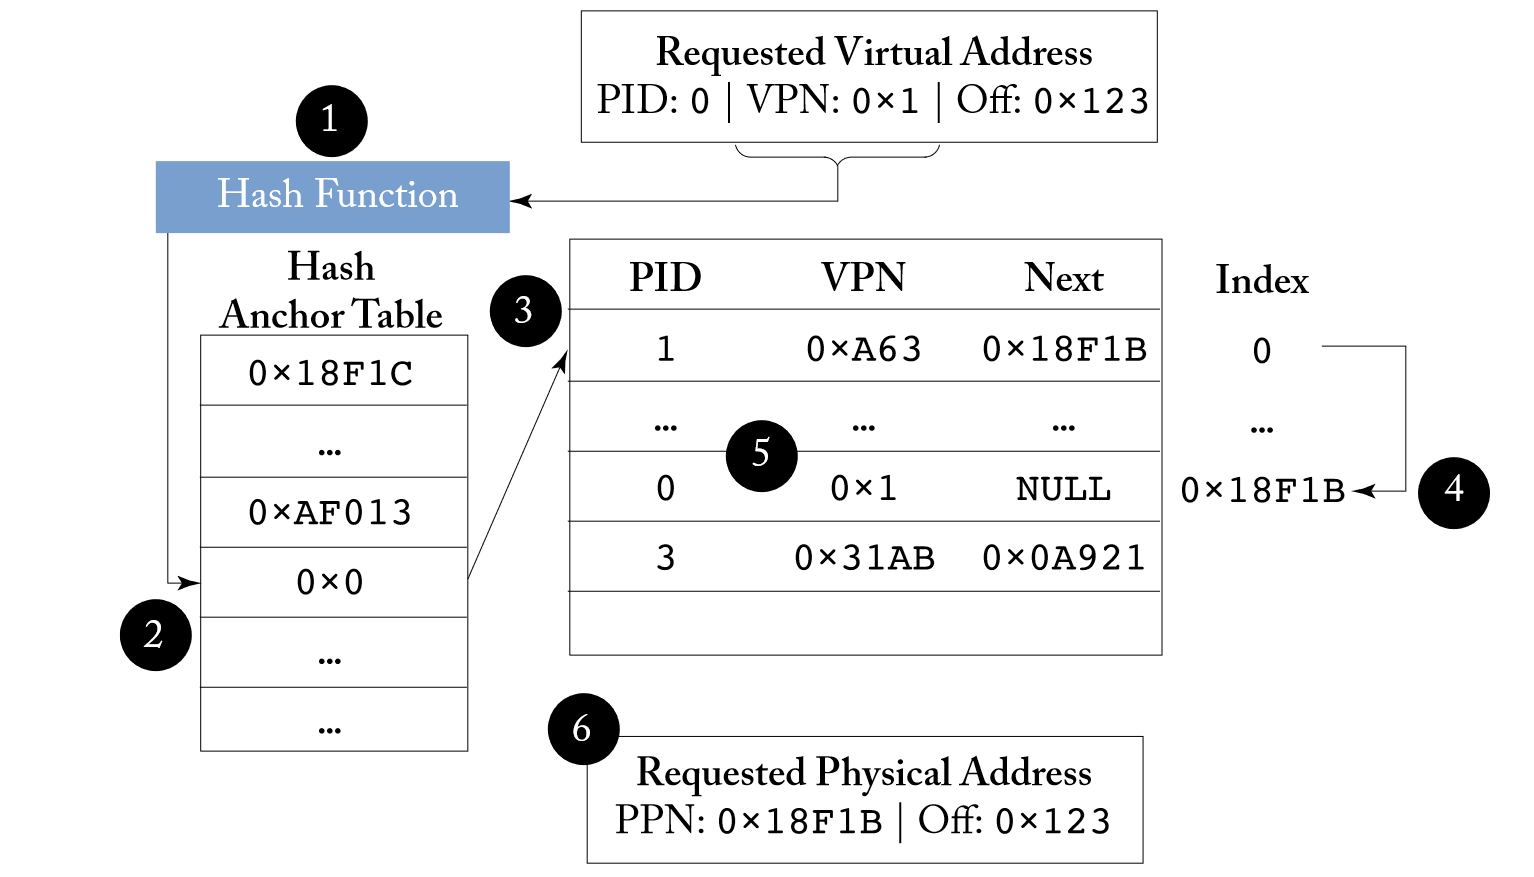 Requested Virtual Address
PID: 0 | VPN: 0×1 | Off: 0×123
1
Hash Function
Hash
Anchor Table
0×18F1C
...
0×AF013
0×0
...
...
2
3
PID VPN Next Index
1 0×A63 0×18F1B 0
... ... ... ...
5
0 0×1 NULL 0×18F1B
4
3 0×31AB 0×0A921
6
Requested Physical Address
PPN: 0×18F1B | Off: 0×123